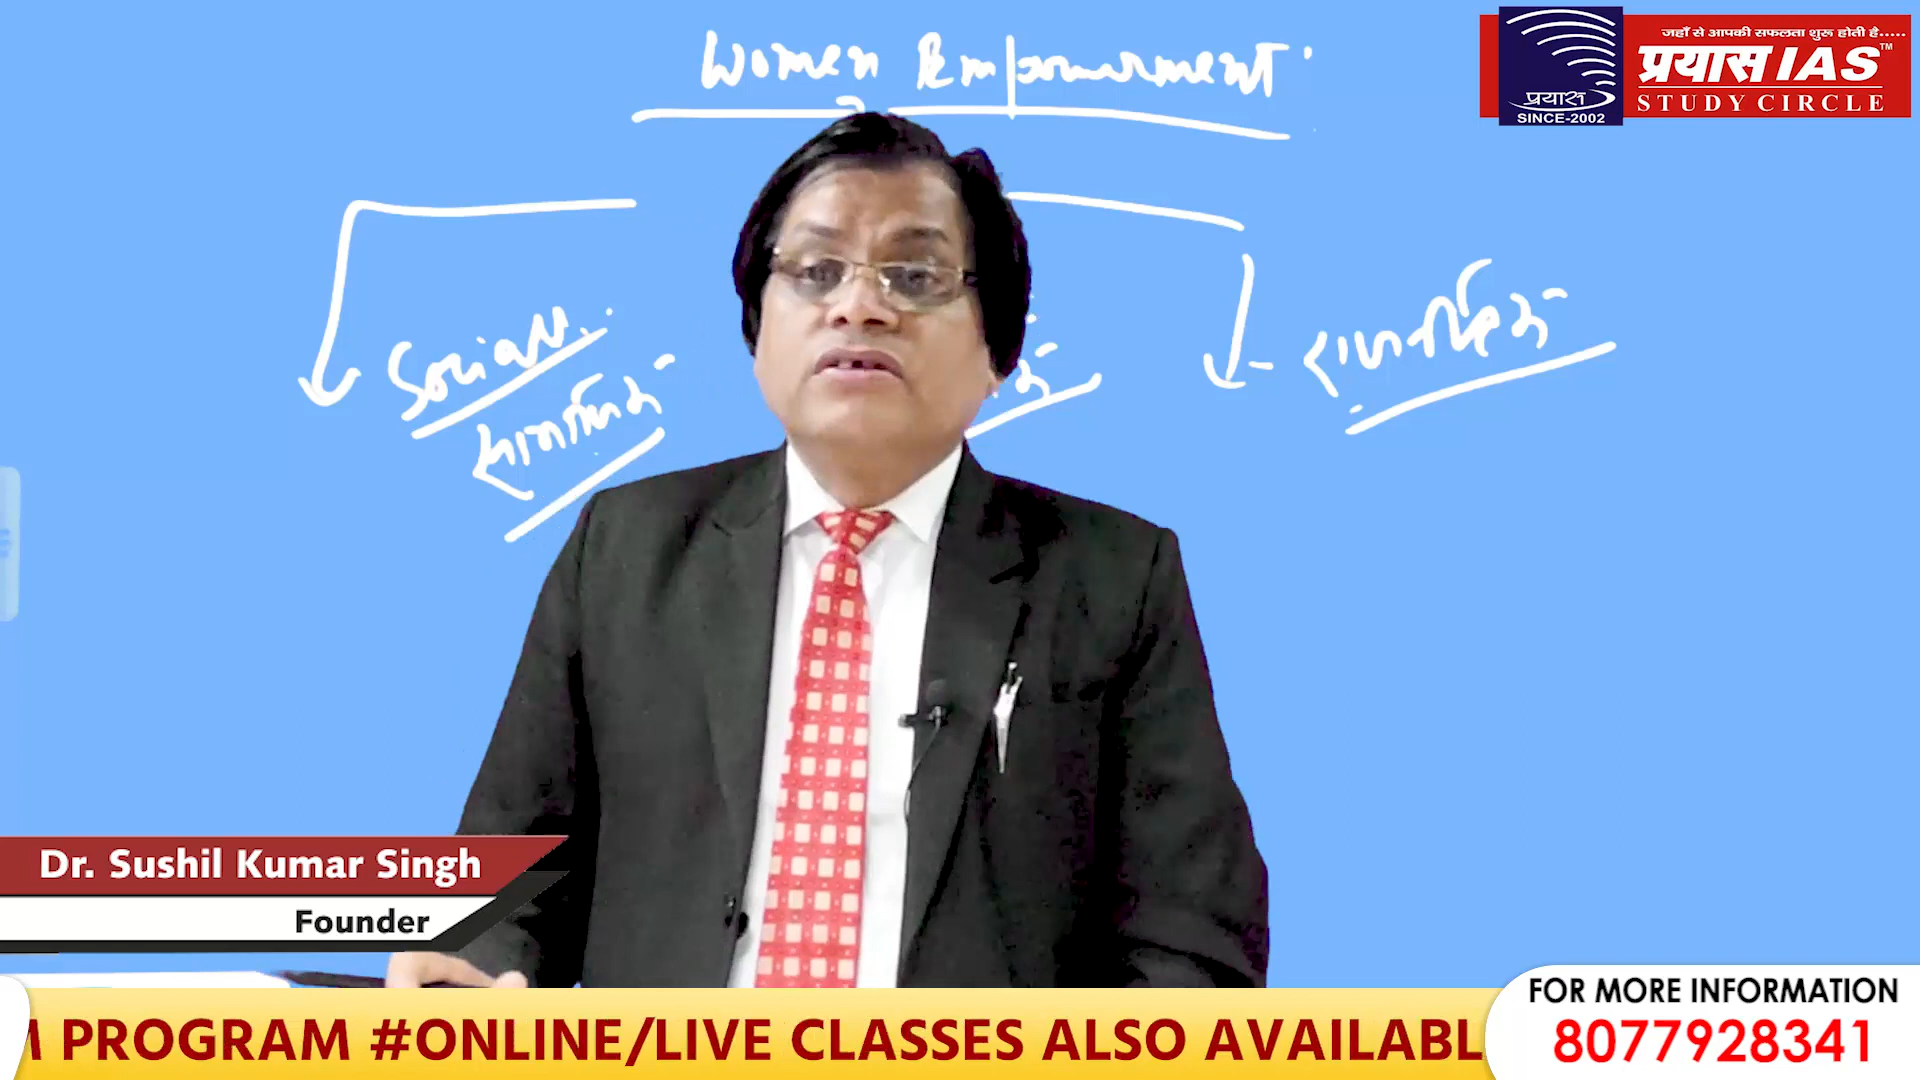 Women Empowerment
जहाँ से आपकी सफलता शुरू होती है.....
प्रयास IAS TM
STUDY CIRCLE
प्रयास
SINCE-2002
Social
सामाजिक
राजनैतिक
Dr. Sushil Kumar Singh
Founder
PROGRAM #ONLINE/LIVE CLASSES ALSO AVAILABL
FOR MORE INFORMATION
8077928341